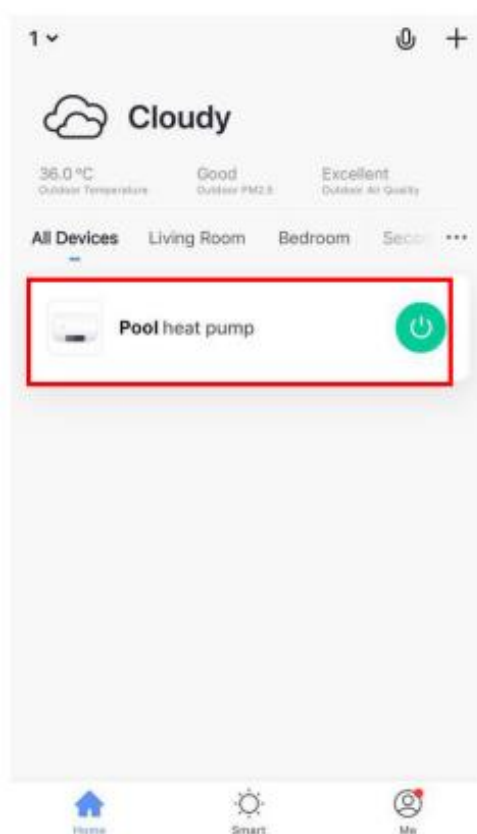 1
Cloudy
36.0 °C Good Excellent
Outdoor Temperature Outdoor PM2.5 Outdoor Air Quality
All Devices Living Room Bedroom
Pool heat pump
Home Smart Me